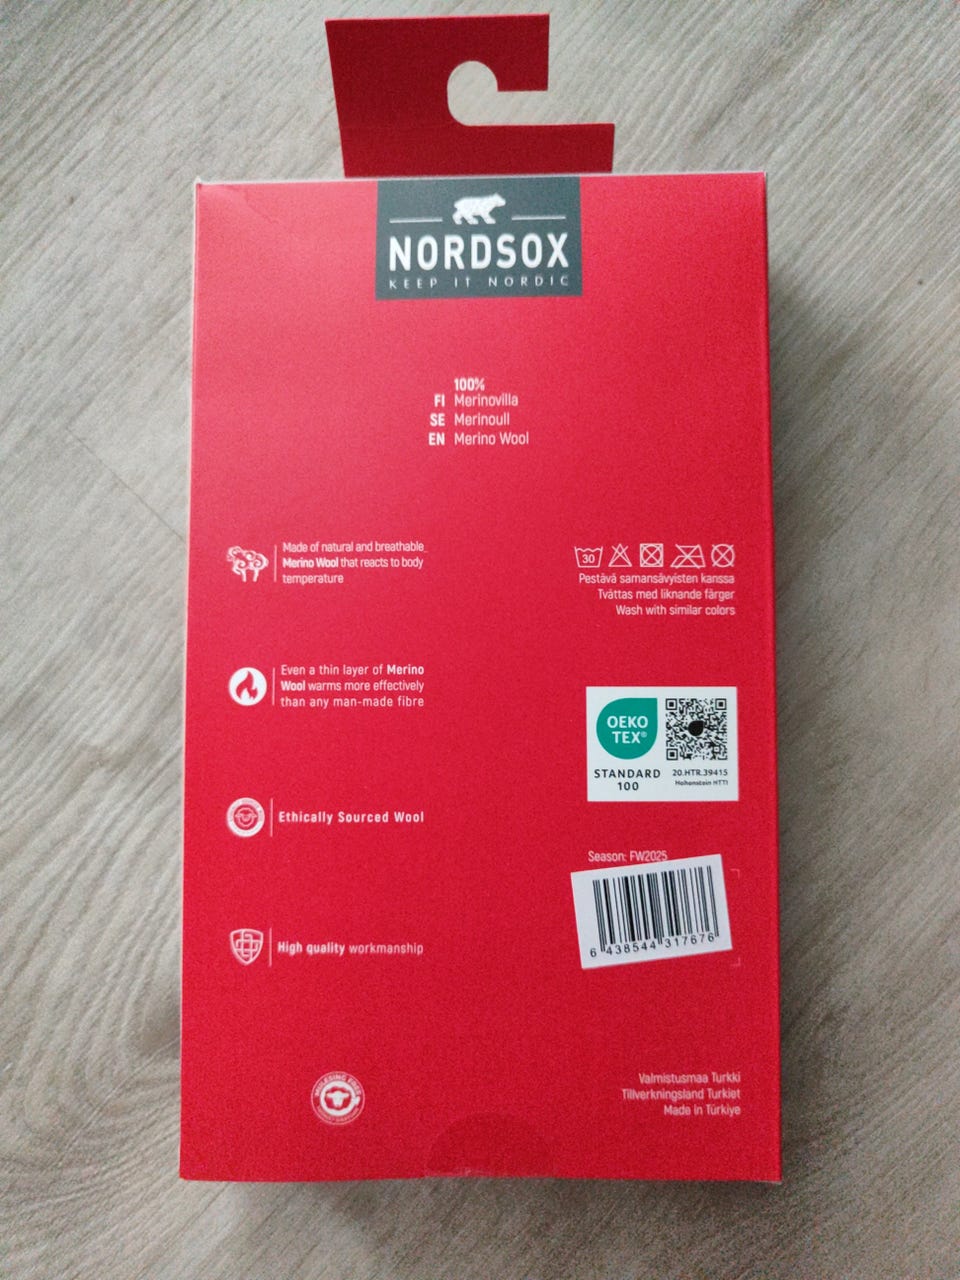 NORDSOX
KEEP IT NORDIC
100%
FI Merinovilla
SE Merinoull
EN Merino Wool
Made of natural and breathable
Merino Wool that reacts to body
temperature
30
Pestävä samansävyisten kanssa
Tvättas med liknande färger
Wash with similar colors
Even a thin layer of Merino
Wool warms more effectively
than any man-made fibre
OEKO
TEX®
STANDARD
100
20.HTR.39415
Hohenstein HTTI
Ethically Sourced Wool
Season: FW2025
6 438544 317676
High quality workmanship
MULESING FREE
Valmistusmaa Turkki
Tillverkningsland Turkiet
Made in Türkiye